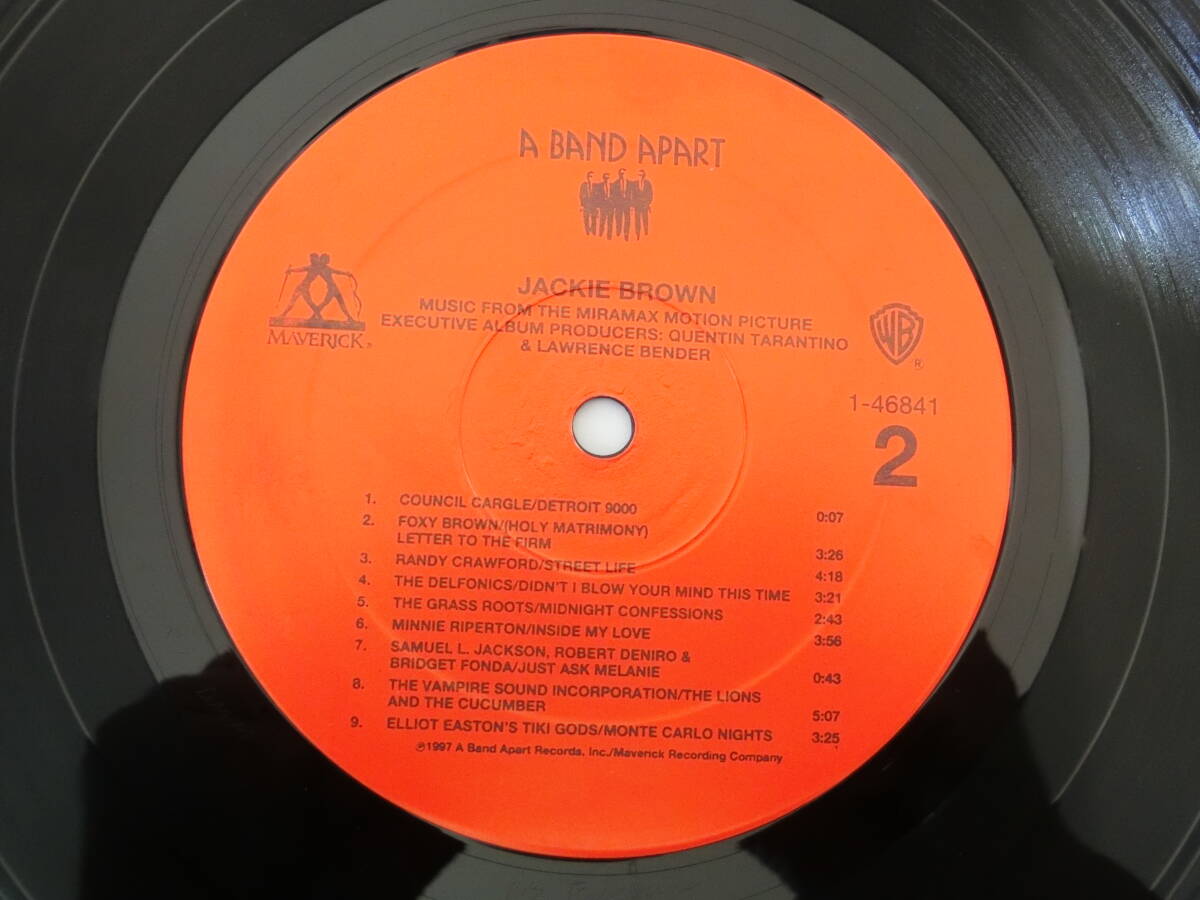 A BAND APART
JACKIE BROWN
MUSIC FROM THE MIRAMAX MOTION PICTURE
EXECUTIVE ALBUM PRODUCERS: QUENTIN TARANTINO
& LAWRENCE BENDER
MAVERICK®
WB
®
1-46841
2
1. COUNCIL CARGLE/DETROIT 9000 0:07
2. FOXY BROWN/(HOLY MATRIMONY)
LETTER TO THE FIRM 3:26
3. RANDY CRAWFORD/STREET LIFE 4:18
4. THE DELFONICS/DIDN'T I BLOW YOUR MIND THIS TIME 3:21
5. THE GRASS ROOTS/MIDNIGHT CONFESSIONS 2:43
6. MINNIE RIPERTON/INSIDE MY LOVE 3:56
7. SAMUEL L. JACKSON, ROBERT DENIRO &
BRIDGET FONDA/JUST ASK MELANIE 0:43
8. THE VAMPIRE SOUND INCORPORATION/THE LIONS
AND THE CUCUMBER 5:07
9. ELLIOT EASTON'S TIKI GODS/MONTE CARLO NIGHTS 3:25
℗1997 A Band Apart Records, Inc./Maverick Recording Company